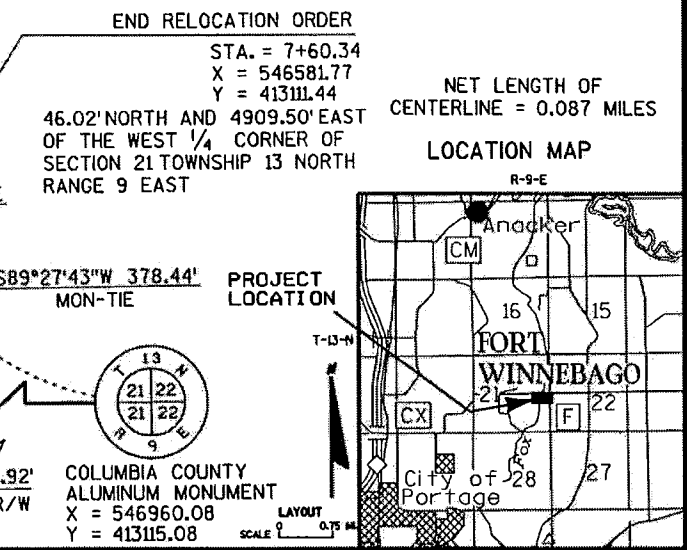 END RELOCATION ORDER
STA. = 7+60.34
X = 546581.77
Y = 413111.44
46.02' NORTH AND 4909.50' EAST
OF THE WEST 1/4 CORNER OF
SECTION 21 TOWNSHIP 13 NORTH
RANGE 9 EAST
NET LENGTH OF
CENTERLINE = 0.087 MILES
LOCATION MAP
R-9-E
Anacker
CM
16
15
FORT
WINNEBAGO
21
22
CX
F
Fox
28
27
City of
Portage
S89°27'43"W 378.44'
MON-TIE
PROJECT
LOCATION
T-13-N
N
T 13 N
21 22
21 22
R 9 E
.92'
R/W
COLUMBIA COUNTY
ALUMINUM MONUMENT
X = 546960.08
Y = 413115.08
LAYOUT
SCALE 0 0.75 MI.